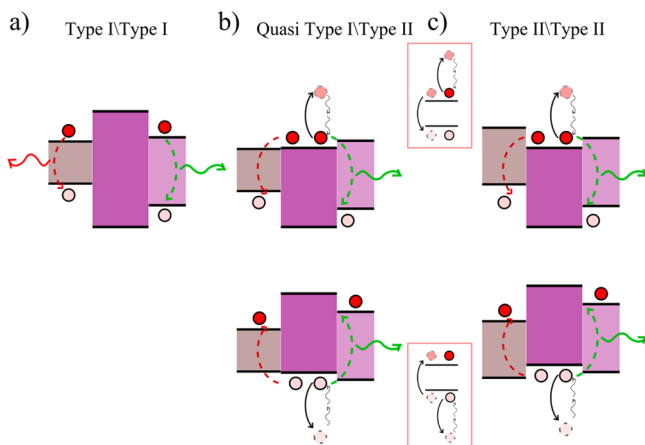 a) Type I\Type I
b) Quasi Type I\Type II
c) Type II\Type II